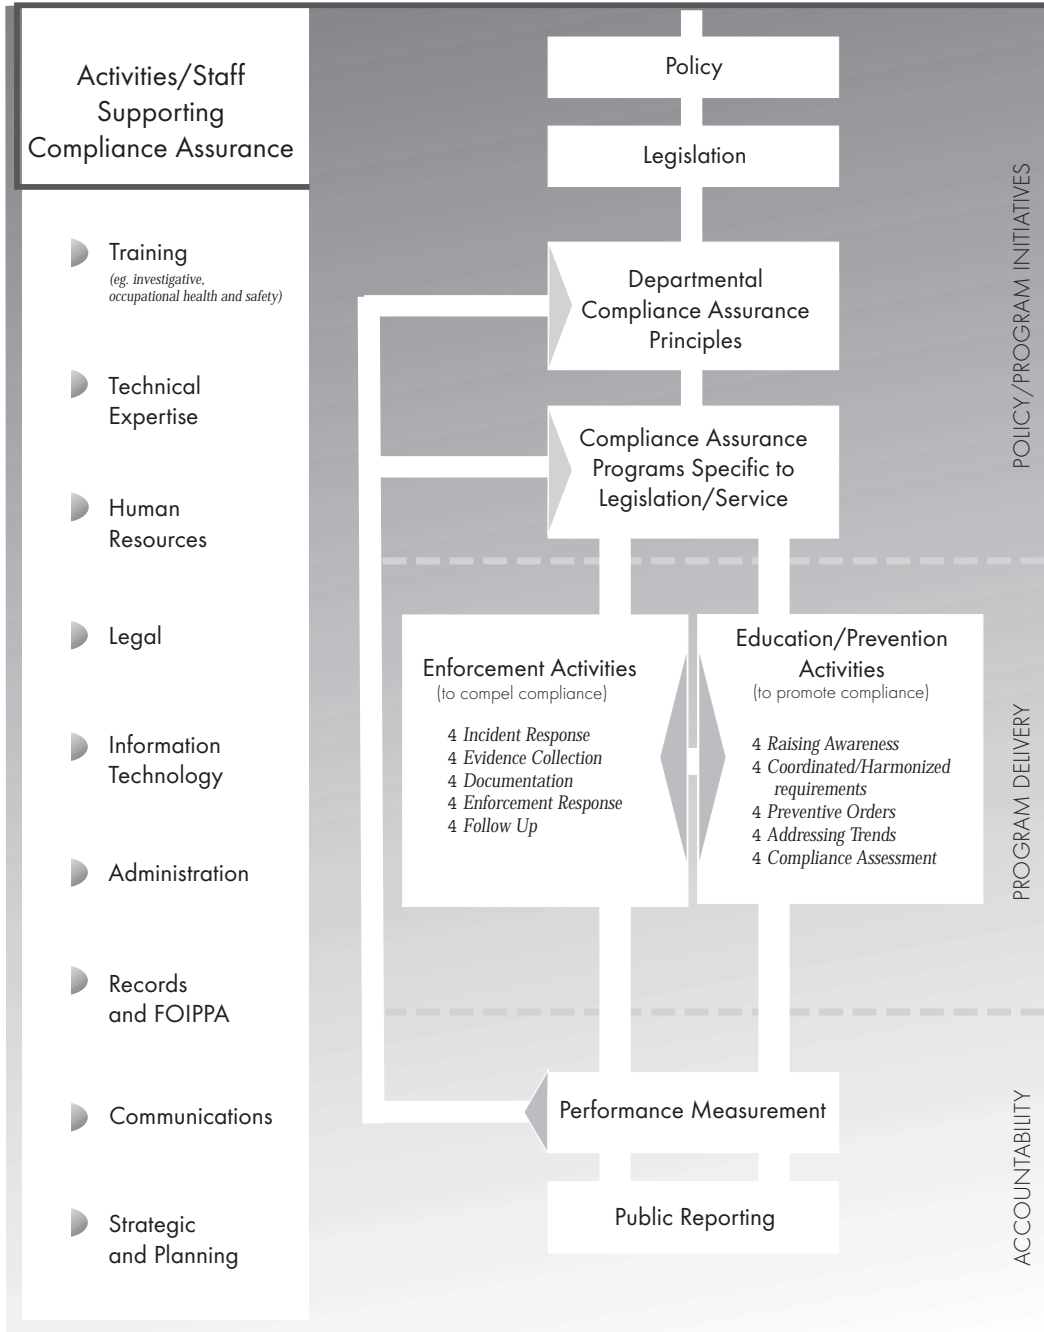 Activities/Staff
Supporting
Compliance Assurance
Training
(eg. investigative,
occupational health and safety)
Technical
Expertise
Human
Resources
Legal
Information
Technology
Administration
Records
and FOIPPA
Communications
Strategic
and Planning
Policy
Legislation
Departmental
Compliance Assurance
Principles
Compliance Assurance
Programs Specific to
Legislation/Service
Enforcement Activities
(to compel compliance)
4 Incident Response
4 Evidence Collection
4 Documentation
4 Enforcement Response
4 Follow Up
Education/Prevention
Activities
(to promote compliance)
4 Raising Awareness
4 Coordinated/Harmonized
requirements
4 Preventive Orders
4 Addressing Trends
4 Compliance Assessment
Performance Measurement
Public Reporting
POLICY/PROGRAM INITIATIVES
PROGRAM DELIVERY
ACCOUNTABILITY